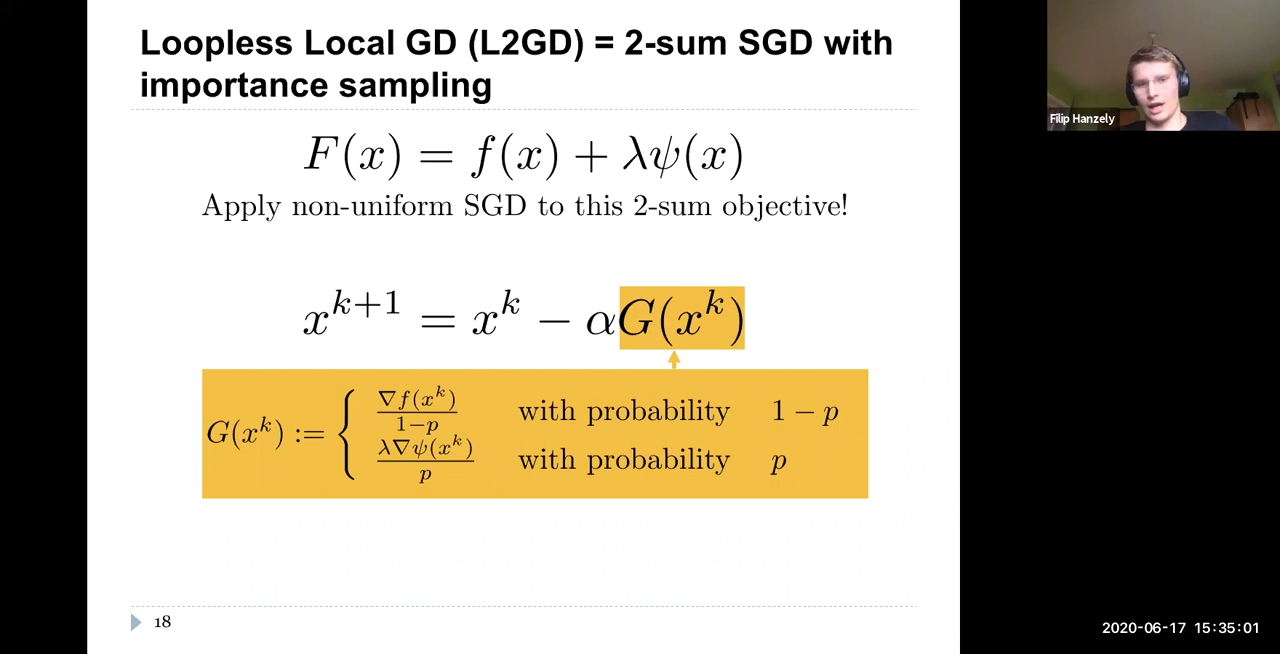 Loopless Local GD (L2GD) = 2-sum SGD with
importance sampling
F(x) = f(x) + λψ(x)
Apply non-uniform SGD to this 2-sum objective!
x^{k+1} = x^k − αG(x^k)
G(x^k) := { ∇f(x^k)/(1−p) with probability 1 − p
λ∇ψ(x^k)/p with probability p
18
Filip Hanzely
2020-06-17 15:35:01